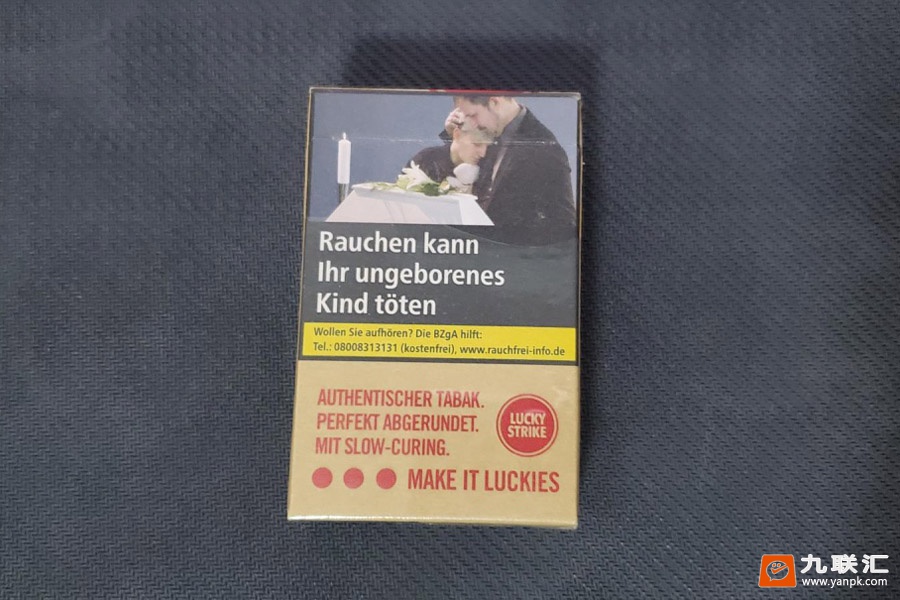 Rauchen kann
Ihr ungeborenes
Kind töten
Wollen Sie aufhören? Die BZgA hilft:
Tel.: 08008313131 (kostenfrei), www.rauchfrei-info.de
AUTHENTISCHER TABAK.
PERFEKT ABGERUNDET.
MIT SLOW-CURING.
LUCKY
STRIKE
MAKE IT LUCKIES
九联汇
www.yanpk.com